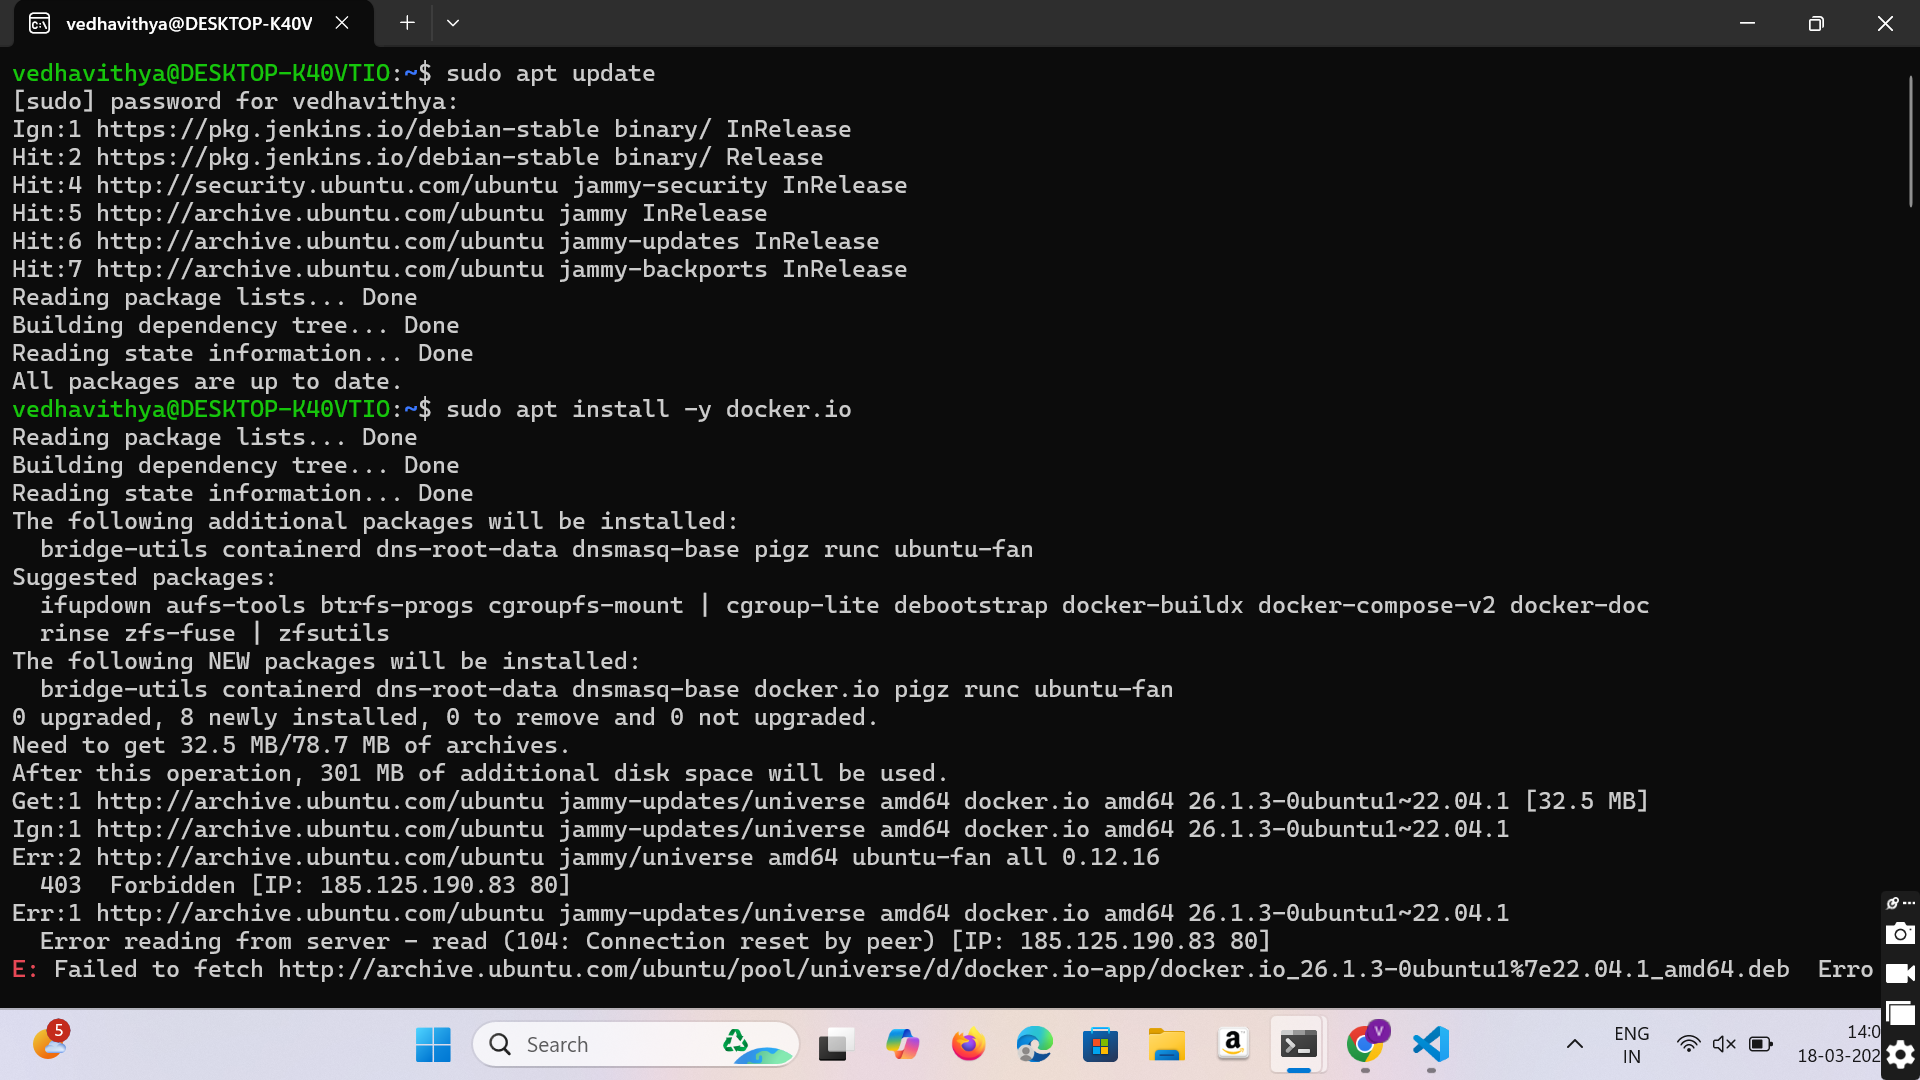 vedhavithya@DESKTOP-K40V
vedhavithya@DESKTOP-K40VTIO:~$ sudo apt update
[sudo] password for vedhavithya:
Ign:1 https://pkg.jenkins.io/debian-stable binary/ InRelease
Hit:2 https://pkg.jenkins.io/debian-stable binary/ Release
Hit:4 http://security.ubuntu.com/ubuntu jammy-security InRelease
Hit:5 http://archive.ubuntu.com/ubuntu jammy InRelease
Hit:6 http://archive.ubuntu.com/ubuntu jammy-updates InRelease
Hit:7 http://archive.ubuntu.com/ubuntu jammy-backports InRelease
Reading package lists... Done
Building dependency tree... Done
Reading state information... Done
All packages are up to date.
vedhavithya@DESKTOP-K40VTIO:~$ sudo apt install -y docker.io
Reading package lists... Done
Building dependency tree... Done
Reading state information... Done
The following additional packages will be installed:
  bridge-utils containerd dns-root-data dnsmasq-base pigz runc ubuntu-fan
Suggested packages:
  ifupdown aufs-tools btrfs-progs cgroupfs-mount | cgroup-lite debootstrap docker-buildx docker-compose-v2 docker-doc
  rinse zfs-fuse | zfsutils
The following NEW packages will be installed:
  bridge-utils containerd dns-root-data dnsmasq-base docker.io pigz runc ubuntu-fan
0 upgraded, 8 newly installed, 0 to remove and 0 not upgraded.
Need to get 32.5 MB/78.7 MB of archives.
After this operation, 301 MB of additional disk space will be used.
Get:1 http://archive.ubuntu.com/ubuntu jammy-updates/universe amd64 docker.io amd64 26.1.3-0ubuntu1~22.04.1 [32.5 MB]
Ign:1 http://archive.ubuntu.com/ubuntu jammy-updates/universe amd64 docker.io amd64 26.1.3-0ubuntu1~22.04.1
Err:2 http://archive.ubuntu.com/ubuntu jammy/universe amd64 ubuntu-fan all 0.12.16
  403  Forbidden [IP: 185.125.190.83 80]
Err:1 http://archive.ubuntu.com/ubuntu jammy-updates/universe amd64 docker.io amd64 26.1.3-0ubuntu1~22.04.1
  Error reading from server - read (104: Connection reset by peer) [IP: 185.125.190.83 80]
E: Failed to fetch http://archive.ubuntu.com/ubuntu/pool/universe/d/docker.io-app/docker.io_26.1.3-0ubuntu1%7e22.04.1_amd64.deb  Erro
5
Search
a
V
ENG
IN
14:0
18-03-202